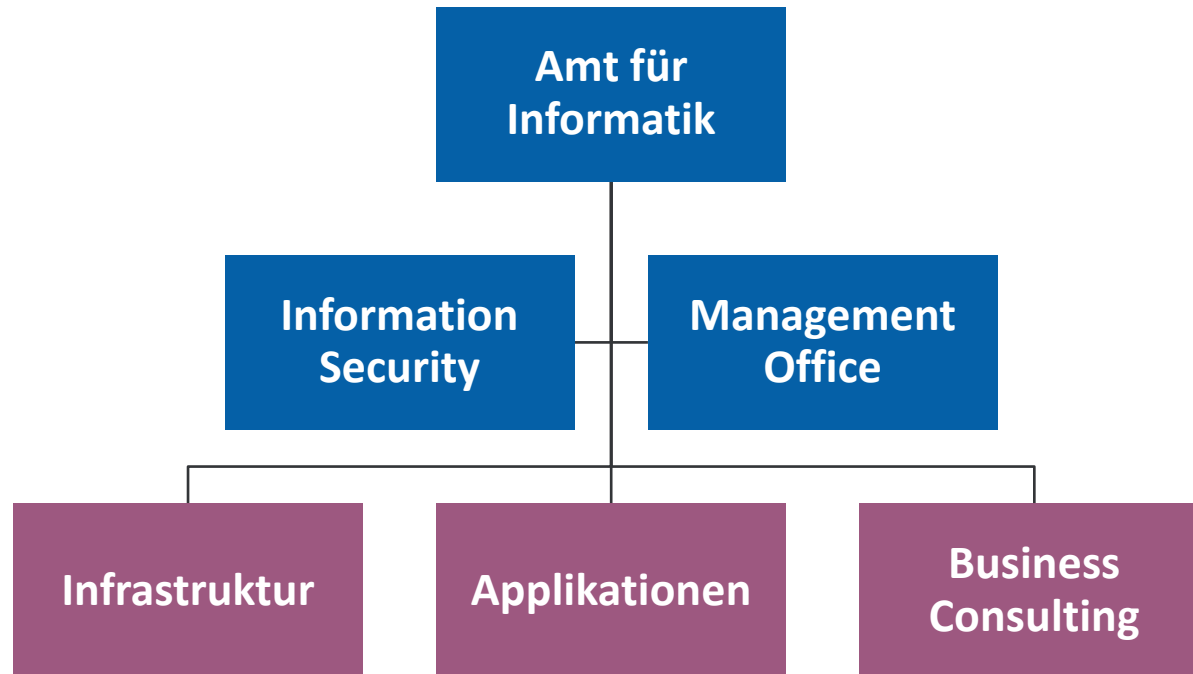 Amt für
Informatik
Information
Security
Management
Office
Infrastruktur
Applikationen
Business
Consulting